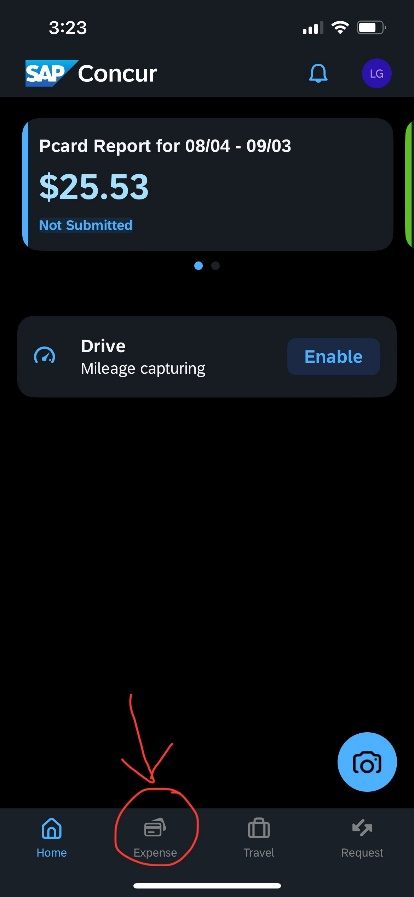 3:23
SAP Concur
LG
Pcard Report for 08/04 - 09/03
$25.53
Not Submitted
Drive
Mileage capturing
Enable
Home
Expense
Travel
Request